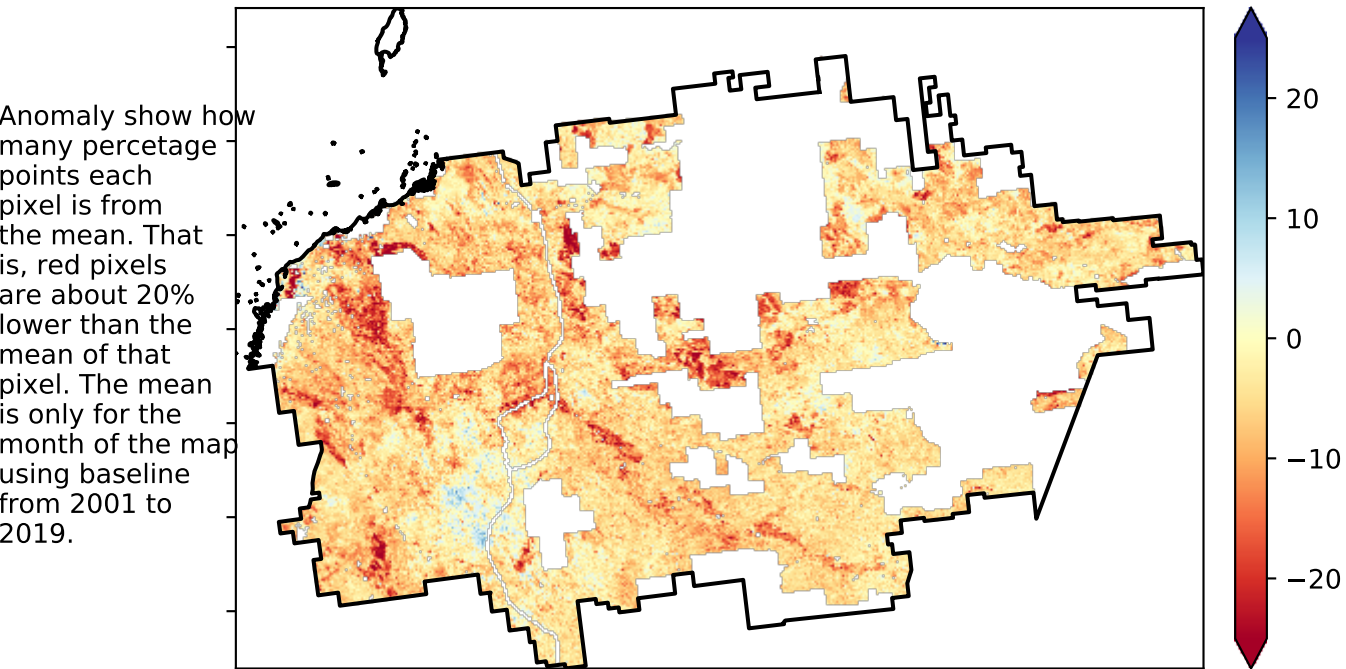 Anomaly show how
many percetage
points each
pixel is from
the mean. That
is, red pixels
are about 20%
lower than the
mean of that
pixel. The mean
is only for the
month of the map
using baseline
from 2001 to
2019.
20
10
0
−10
−20